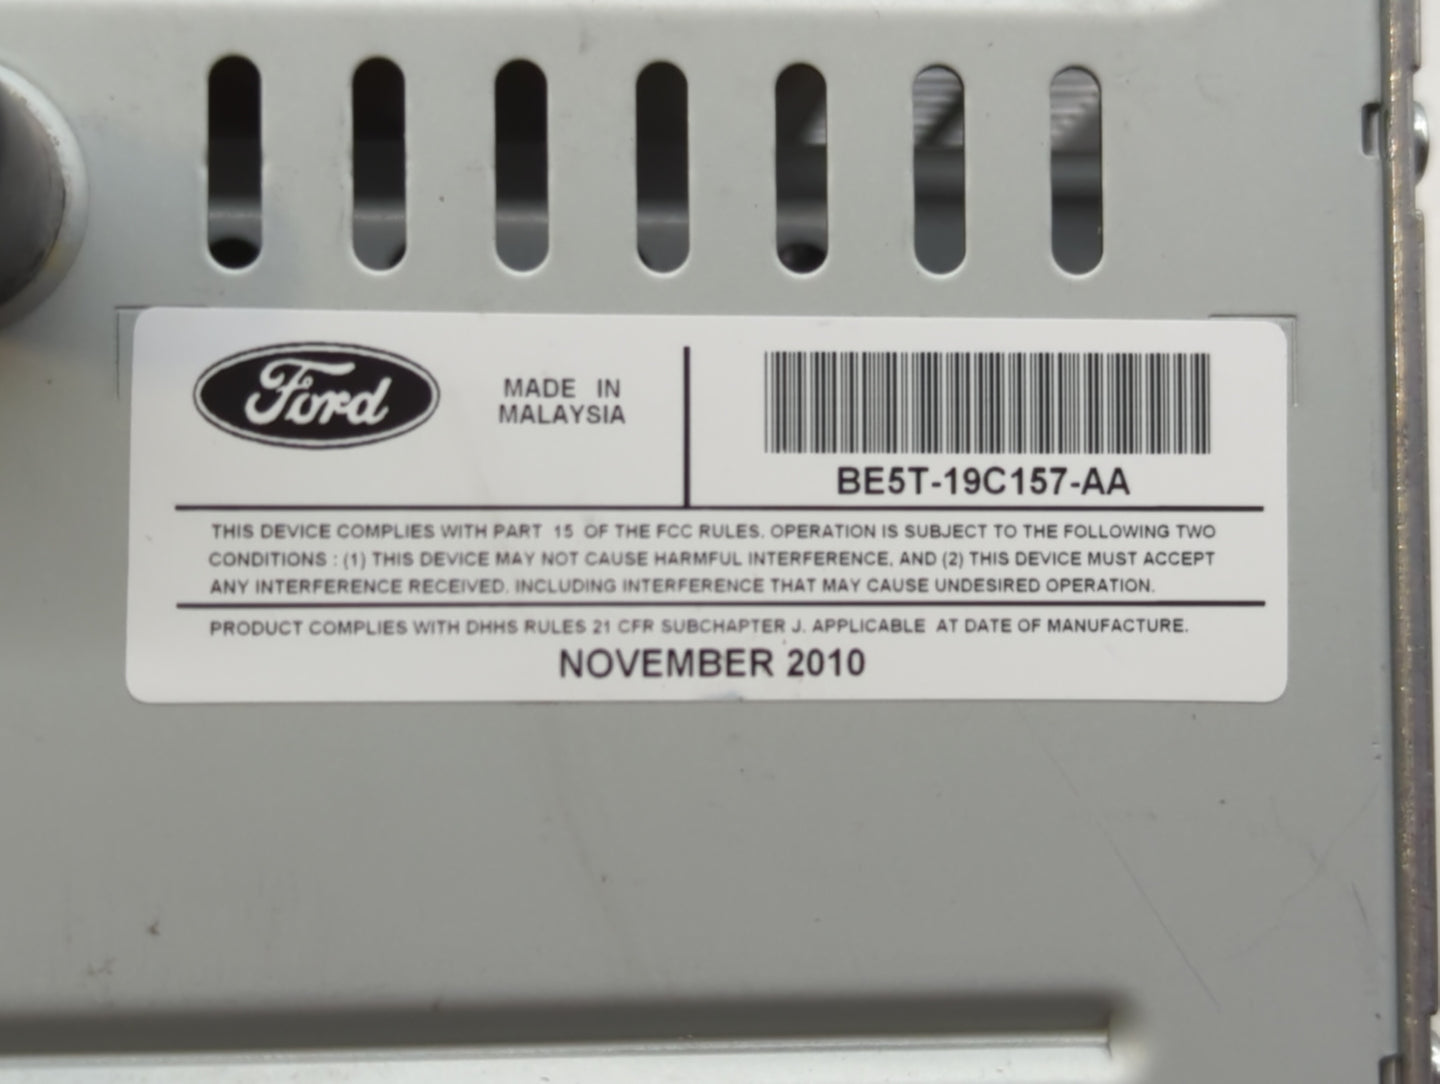 Ford
MADE IN
MALAYSIA
BE5T-19C157-AA
THIS DEVICE COMPLIES WITH PART 15 OF THE FCC RULES. OPERATION IS SUBJECT TO THE FOLLOWING TWO
CONDITIONS : (1) THIS DEVICE MAY NOT CAUSE HARMFUL INTERFERENCE, AND (2) THIS DEVICE MUST ACCEPT
ANY INTERFERENCE RECEIVED, INCLUDING INTERFERENCE THAT MAY CAUSE UNDESIRED OPERATION.
PRODUCT COMPLIES WITH DHHS RULES 21 CFR SUBCHAPTER J. APPLICABLE AT DATE OF MANUFACTURE.
NOVEMBER 2010